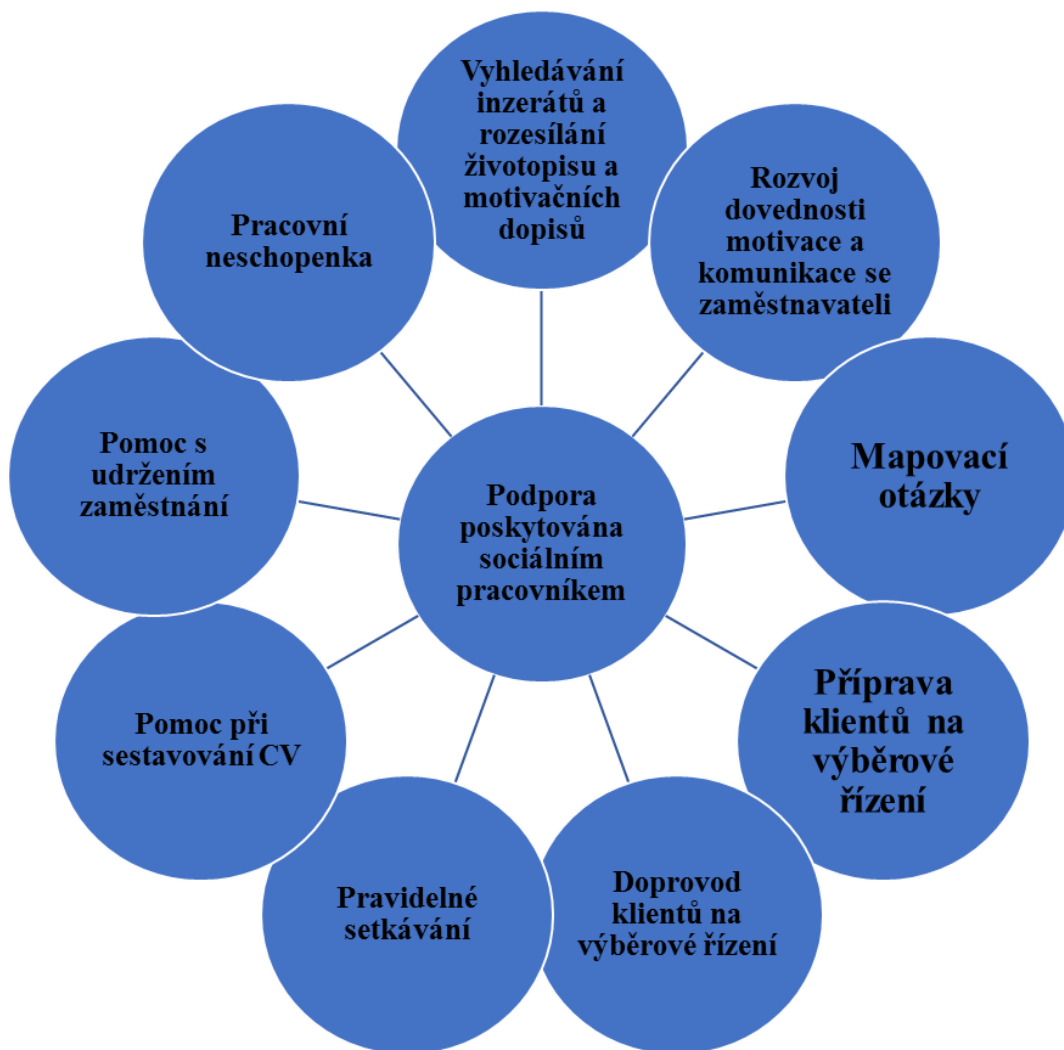 Vyhledávání
inzerátů a
rozesílání
životopisu a
motivačních
dopisů
Rozvoj
dovednosti
motivace a
komunikace se
zaměstnavateli
Mapovací
otázky
Příprava
klientů na
výběrové
řízení
Doprovod
klientů na
výběrové řízení
Pravidelné
setkávání
Pomoc při
sestavování CV
Pomoc s
udržením
zaměstnání
Pracovní
neschopenka
Podpora
poskytována
sociálním
pracovníkem